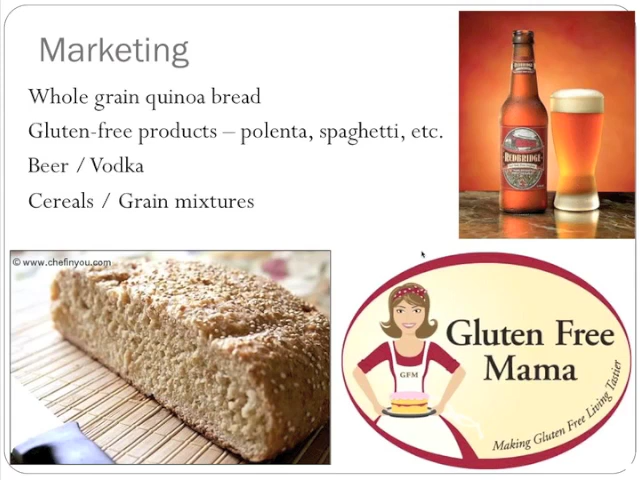 Marketing
Whole grain quinoa bread
Gluten-free products – polenta, spaghetti, etc.
Beer / Vodka
Cereals / Grain mixtures
REDBRIDGE
© www.chefinyou.com
Gluten Free
Mama
GFM
Making Gluten Free Living Tastier